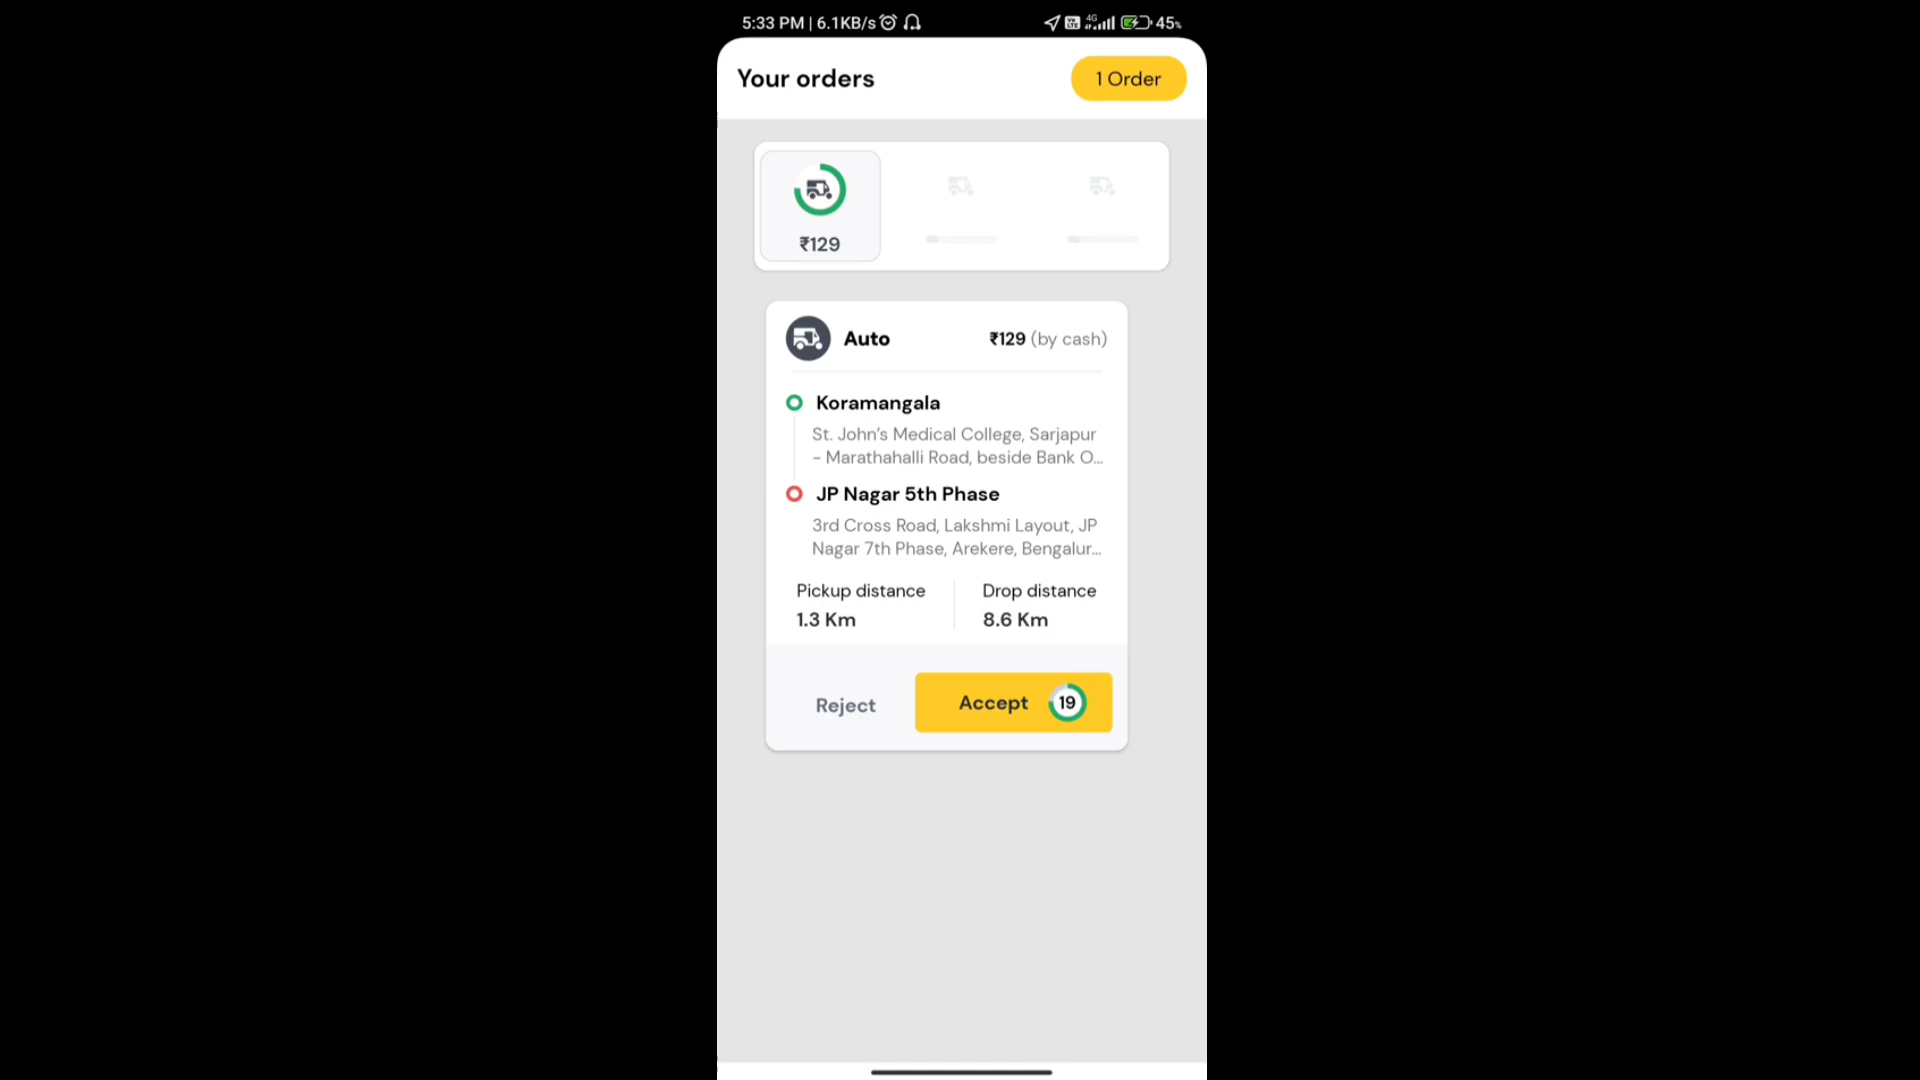 5:33 PM | 6.1KB/s 4G 45%
Your orders
1 Order
₹129
Auto
₹129 (by cash)
Koramangala
St. John's Medical College, Sarjapur
- Marathahalli Road, beside Bank O...
JP Nagar 5th Phase
3rd Cross Road, Lakshmi Layout, JP
Nagar 7th Phase, Arekere, Bengalur...
Pickup distance
Drop distance
1.3 Km
8.6 Km
Reject
Accept
19